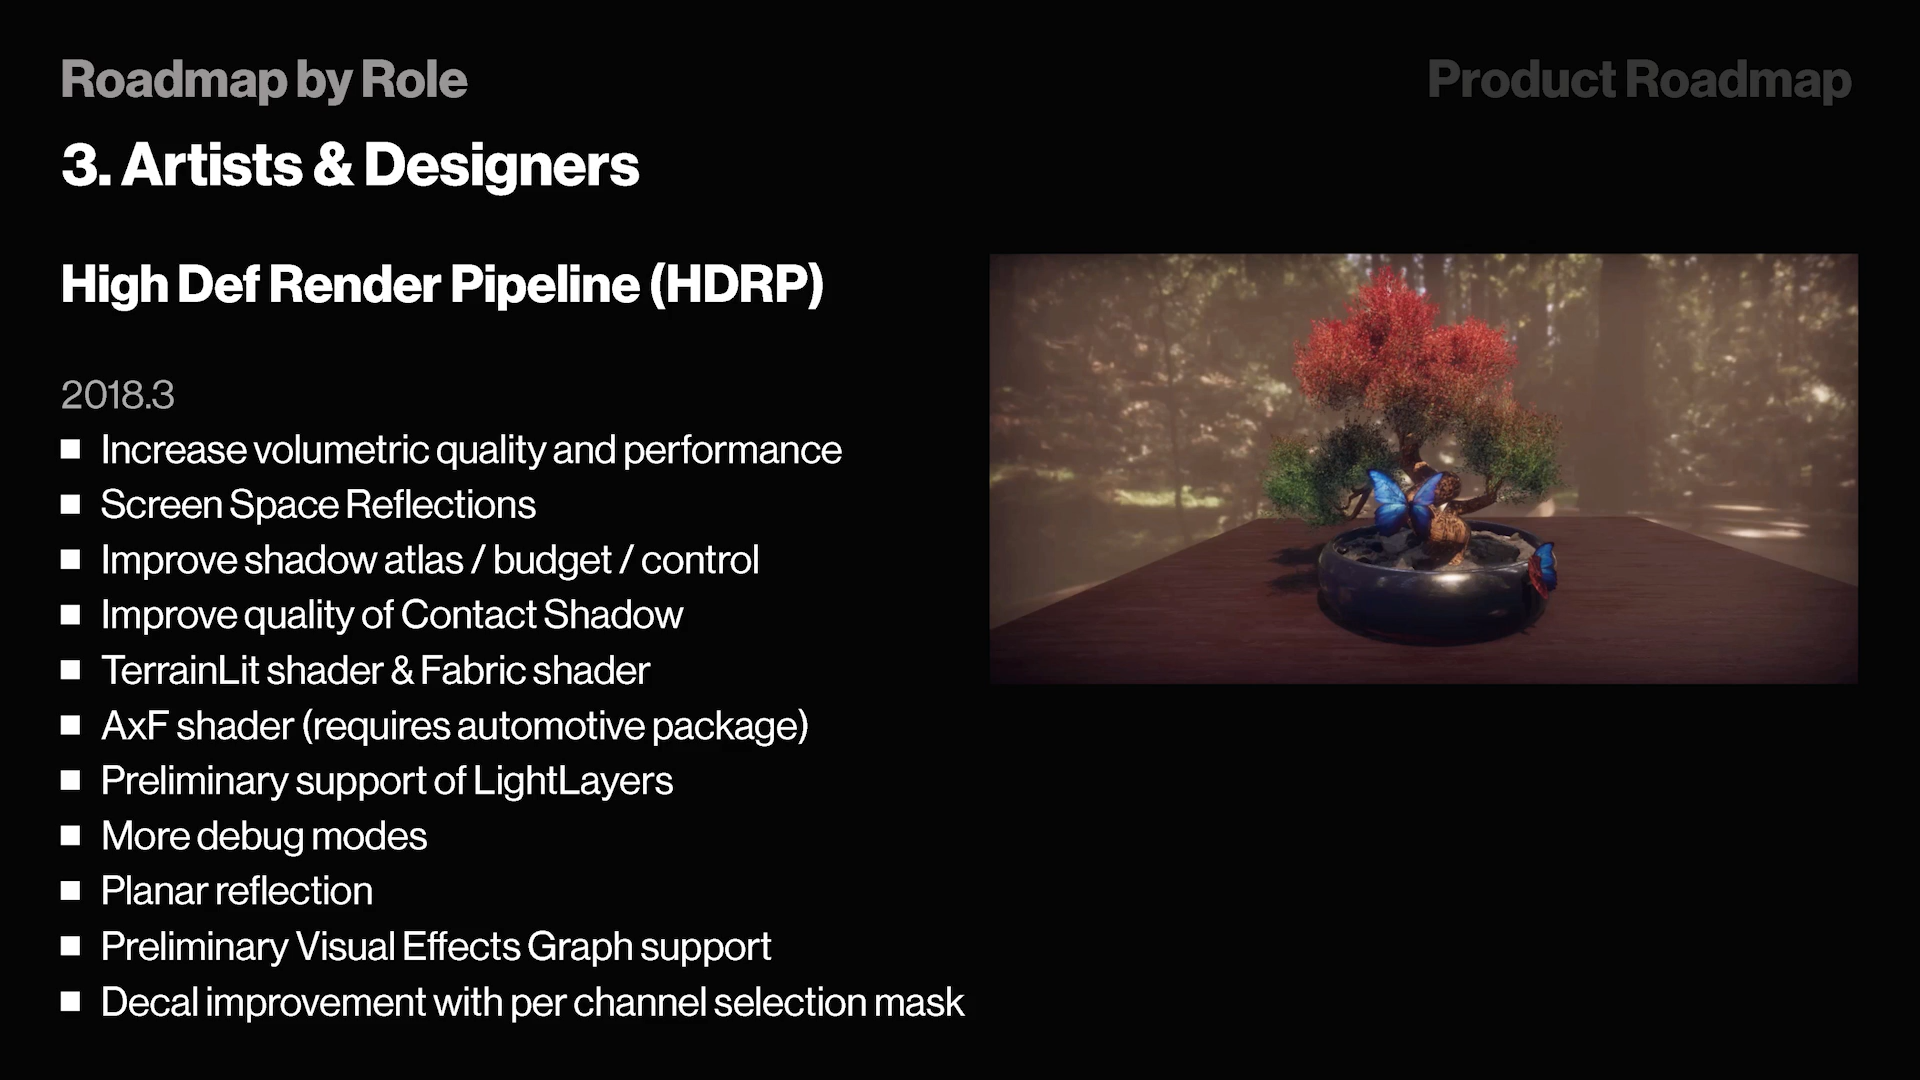 Roadmap by Role
Product Roadmap
3. Artists & Designers
High Def Render Pipeline (HDRP)
2018.3
Increase volumetric quality and performance
Screen Space Reflections
Improve shadow atlas / budget / control
Improve quality of Contact Shadow
TerrainLit shader & Fabric shader
AxF shader (requires automotive package)
Preliminary support of LightLayers
More debug modes
Planar reflection
Preliminary Visual Effects Graph support
Decal improvement with per channel selection mask